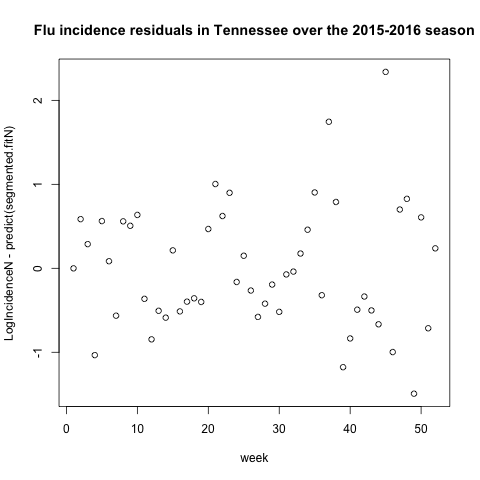 Flu incidence residuals in Tennessee over the 2015-2016 season
LogIncidenceN - predict(segmented.fitN)
2
1
0
-1
0 10 20 30 40 50
week